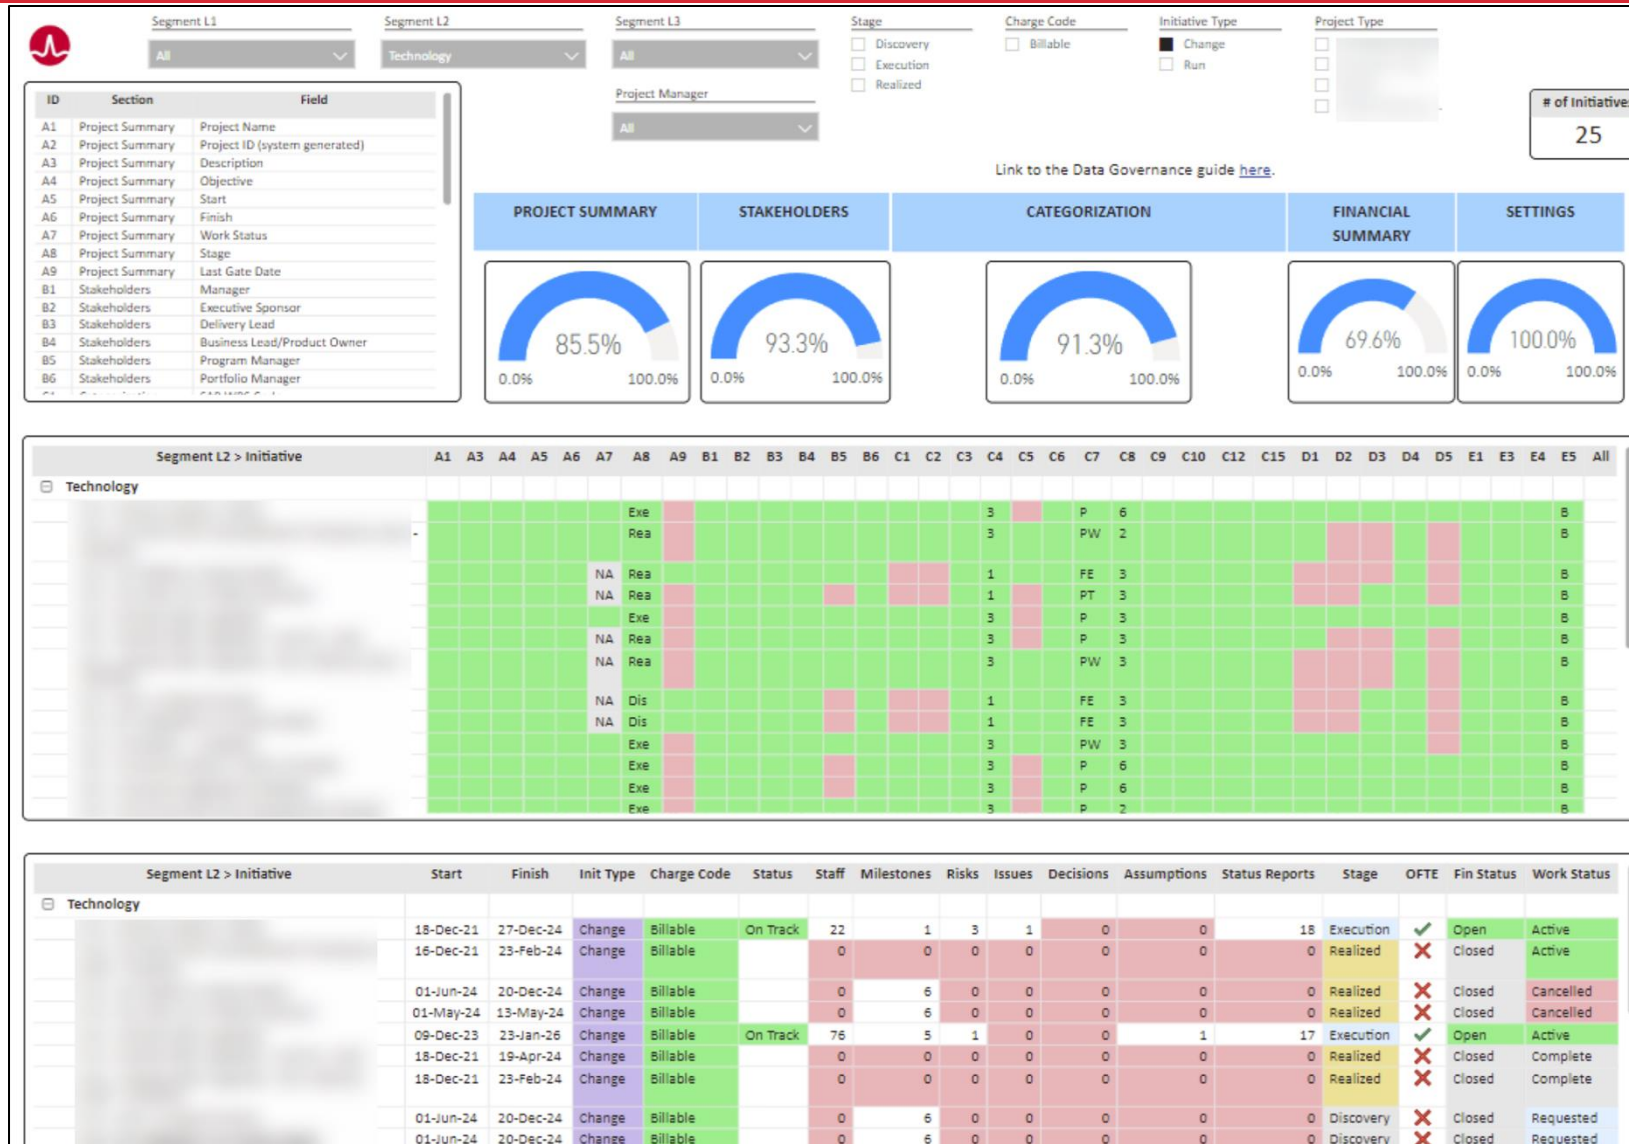 Segment L1 Segment L2 Segment L3 Stage Charge Code Initiative Type Project Type
All Technology All Discovery Billable Change
Execution Run
Realized
Project Manager
All
# of Initiative
25
Link to the Data Governance guide here.
ID Section Field
A1 Project Summary Project Name
A2 Project Summary Project ID (system generated)
A3 Project Summary Description
A4 Project Summary Objective
A5 Project Summary Start
A6 Project Summary Finish
A7 Project Summary Work Status
A8 Project Summary Stage
A9 Project Summary Last Gate Date
B1 Stakeholders Manager
B2 Stakeholders Executive Sponsor
B3 Stakeholders Delivery Lead
B4 Stakeholders Business Lead/Product Owner
B5 Stakeholders Program Manager
B6 Stakeholders Portfolio Manager
PROJECT SUMMARY STAKEHOLDERS CATEGORIZATION FINANCIAL SUMMARY SETTINGS
85.5% 93.3% 91.3% 69.6% 100.0%
0.0% 100.0% 0.0% 100.0% 0.0% 100.0% 0.0% 100.0% 0.0% 100.0%
Segment L2 > Initiative A1 A3 A4 A5 A6 A7 A8 A9 B1 B2 B3 B4 B5 B6 C1 C2 C3 C4 C5 C6 C7 C8 C9 C10 C12 C15 D1 D2 D3 D4 D5 E1 E3 E4 E5 All
Technology
Exe 3 P 6 B
- Rea 3 PW 2 B
NA Rea 1 FE 3 B
NA Rea 1 PT 3 B
Exe 3 P 3 B
NA Rea 3 P 3 B
NA Rea 3 PW 3 B
NA Dis 1 FE 3 B
NA Dis 1 FE 3 B
Exe 3 PW 3 B
Exe 3 P 6 B
Exe 3 P 6 B
Exe 3 P 2 B
Segment L2 > Initiative Start Finish Init Type Charge Code Status Staff Milestones Risks Issues Decisions Assumptions Status Reports Stage OFTE Fin Status Work Status
Technology
18-Dec-21 27-Dec-24 Change Billable On Track 22 1 3 1 0 0 18 Execution Open Active
16-Dec-21 23-Feb-24 Change Billable 0 0 0 0 0 0 0 Realized Closed Active
01-Jun-24 20-Dec-24 Change Billable 0 6 0 0 0 0 0 Realized Closed Cancelled
01-May-24 13-May-24 Change Billable 0 6 0 0 0 0 0 Realized Closed Cancelled
09-Dec-23 23-Jan-26 Change Billable On Track 76 5 1 0 0 1 17 Execution Open Active
18-Dec-21 19-Apr-24 Change Billable 0 0 0 0 0 0 0 Realized Closed Complete
18-Dec-21 23-Feb-24 Change Billable 0 0 0 0 0 0 0 Realized Closed Complete
01-Jun-24 20-Dec-24 Change Billable 0 6 0 0 0 0 0 Discovery Closed Requested
01-Jun-24 20-Dec-24 Change Billable 0 6 0 0 0 0 0 Discovery Closed Requested